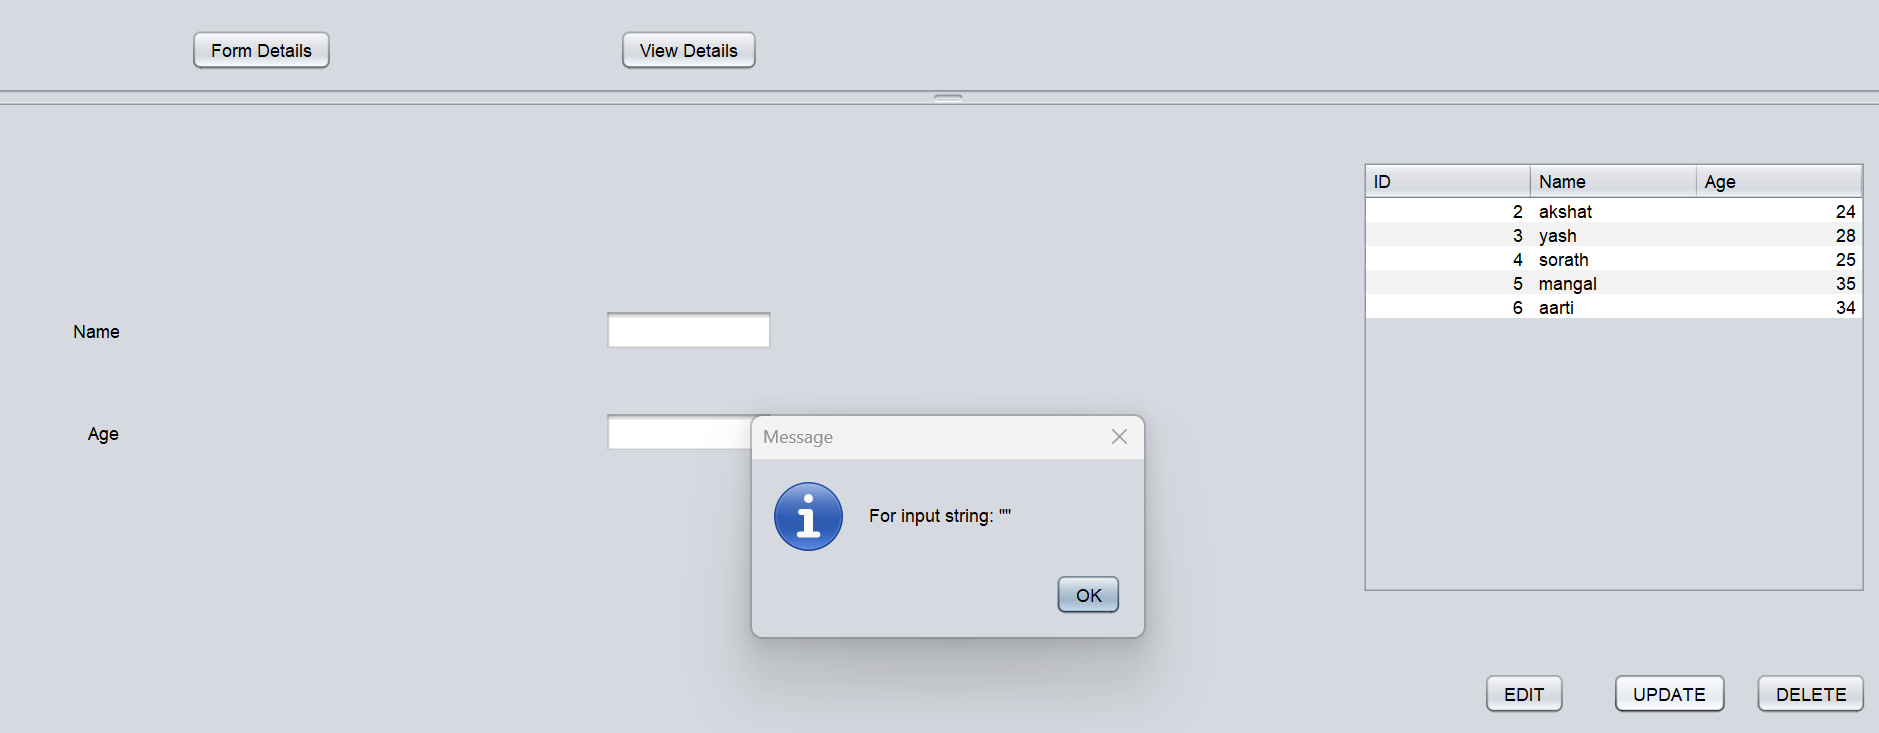 Form Details View Details
ID Name Age
2 akshat 24
3 yash 28
4 sorath 25
5 mangal 35
6 aarti 34
Name
Age
Message
For input string: ""
OK
EDIT UPDATE DELETE